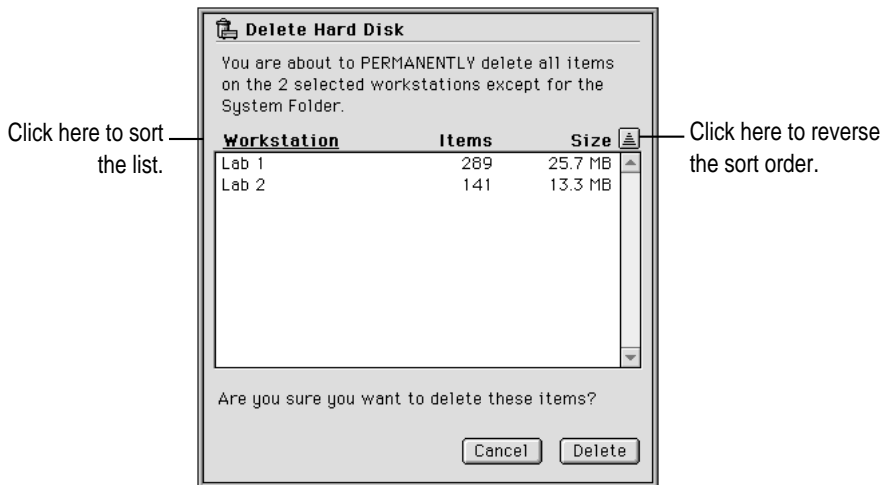 Delete Hard Disk
You are about to PERMANENTLY delete all items
on the 2 selected workstations except for the
System Folder.
Click here to sort
the list.
Workstation Items Size
Click here to reverse
the sort order.
Lab 1 289 25.7 MB
Lab 2 141 13.3 MB
Are you sure you want to delete these items?
Cancel Delete